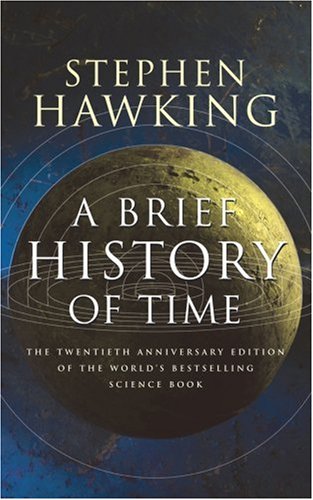 STEPHEN
HAWKING
A BRIEF
HISTORY
OF TIME
THE TWENTIETH ANNIVERSARY EDITION
OF THE WORLD'S BESTSELLING
SCIENCE BOOK